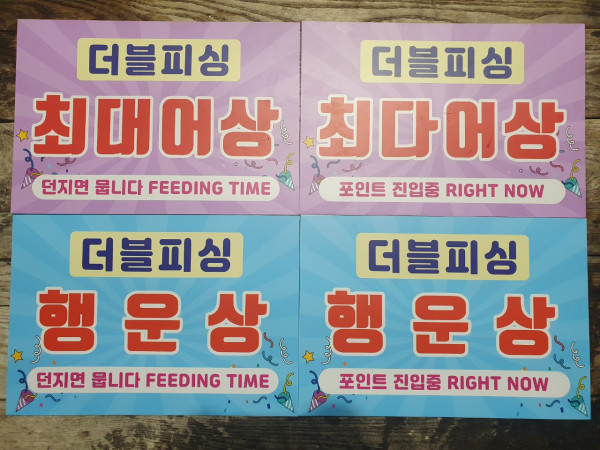 더블피싱
최대어상
던지면 뭅니다 FEEDING TIME
더블피싱
최다어상
포인트 진입중 RIGHT NOW
더블피싱
행운상
던지면 뭅니다 FEEDING TIME
더블피싱
행운상
포인트 진입중 RIGHT NOW